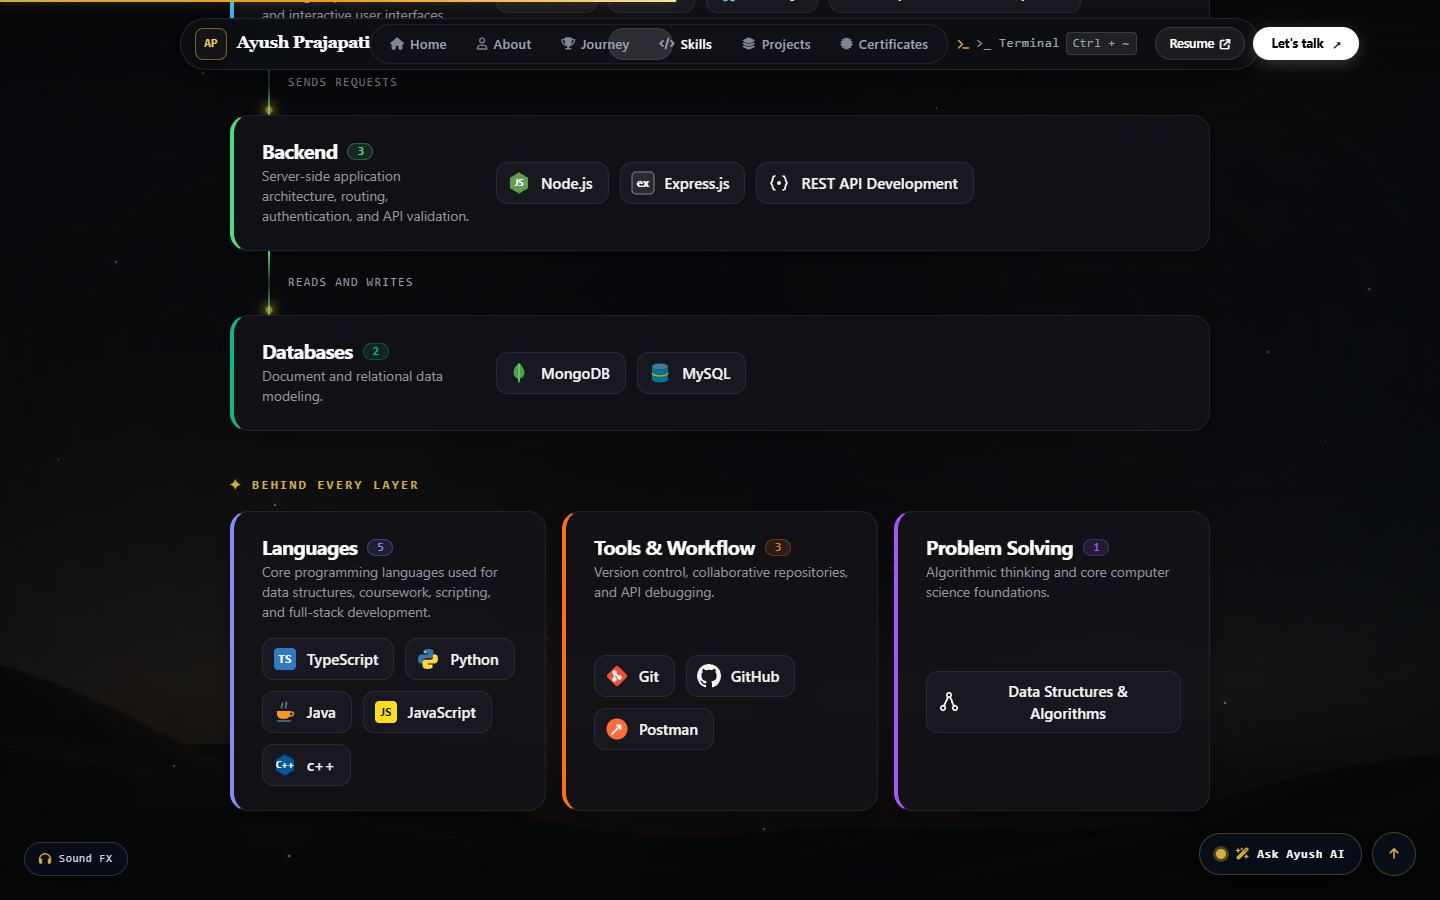 and interactive user interfaces.
AP Ayush Prajapati Home About Journey </> Skills Projects Certificates >_ Terminal Ctrl + ~ Resume Let's talk ↗
SENDS REQUESTS
Backend 3
Server-side application
architecture, routing,
authentication, and API validation.
JS Node.js ex Express.js REST API Development
READS AND WRITES
Databases 2
Document and relational data
modeling.
MongoDB MySQL
BEHIND EVERY LAYER
Languages 5
Core programming languages used for
data structures, coursework, scripting,
and full-stack development.
TS TypeScript Python
Java JS JavaScript
C++ c++
Tools & Workflow 3
Version control, collaborative repositories,
and API debugging.
Git GitHub
Postman
Problem Solving 1
Algorithmic thinking and core computer
science foundations.
Data Structures &
Algorithms
Sound FX
Ask Ayush AI